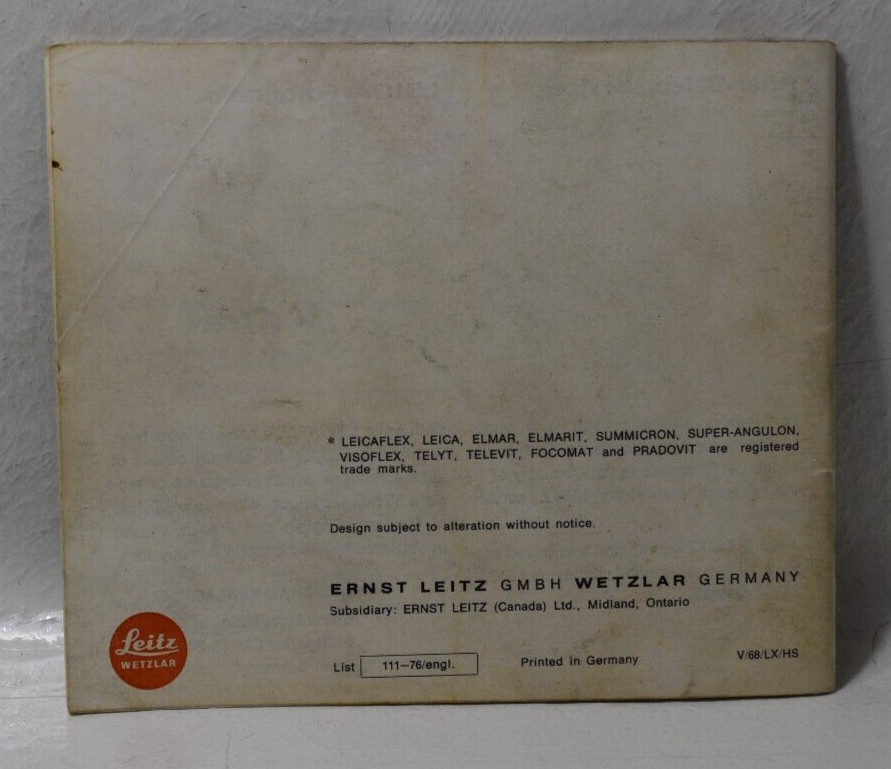 ® LEICAFLEX, LEICA, ELMAR, ELMARIT, SUMMICRON, SUPER-ANGULON,
VISOFLEX, TELYT, TELEVIT, FOCOMAT and PRADOVIT are registered
trade marks.
Design subject to alteration without notice.
ERNST LEITZ GMBH WETZLAR GERMANY
Subsidiary: ERNST LEITZ (Canada) Ltd., Midland, Ontario
Leitz
WETZLAR
List 111–76/engl. Printed in Germany V/68/LX/HS